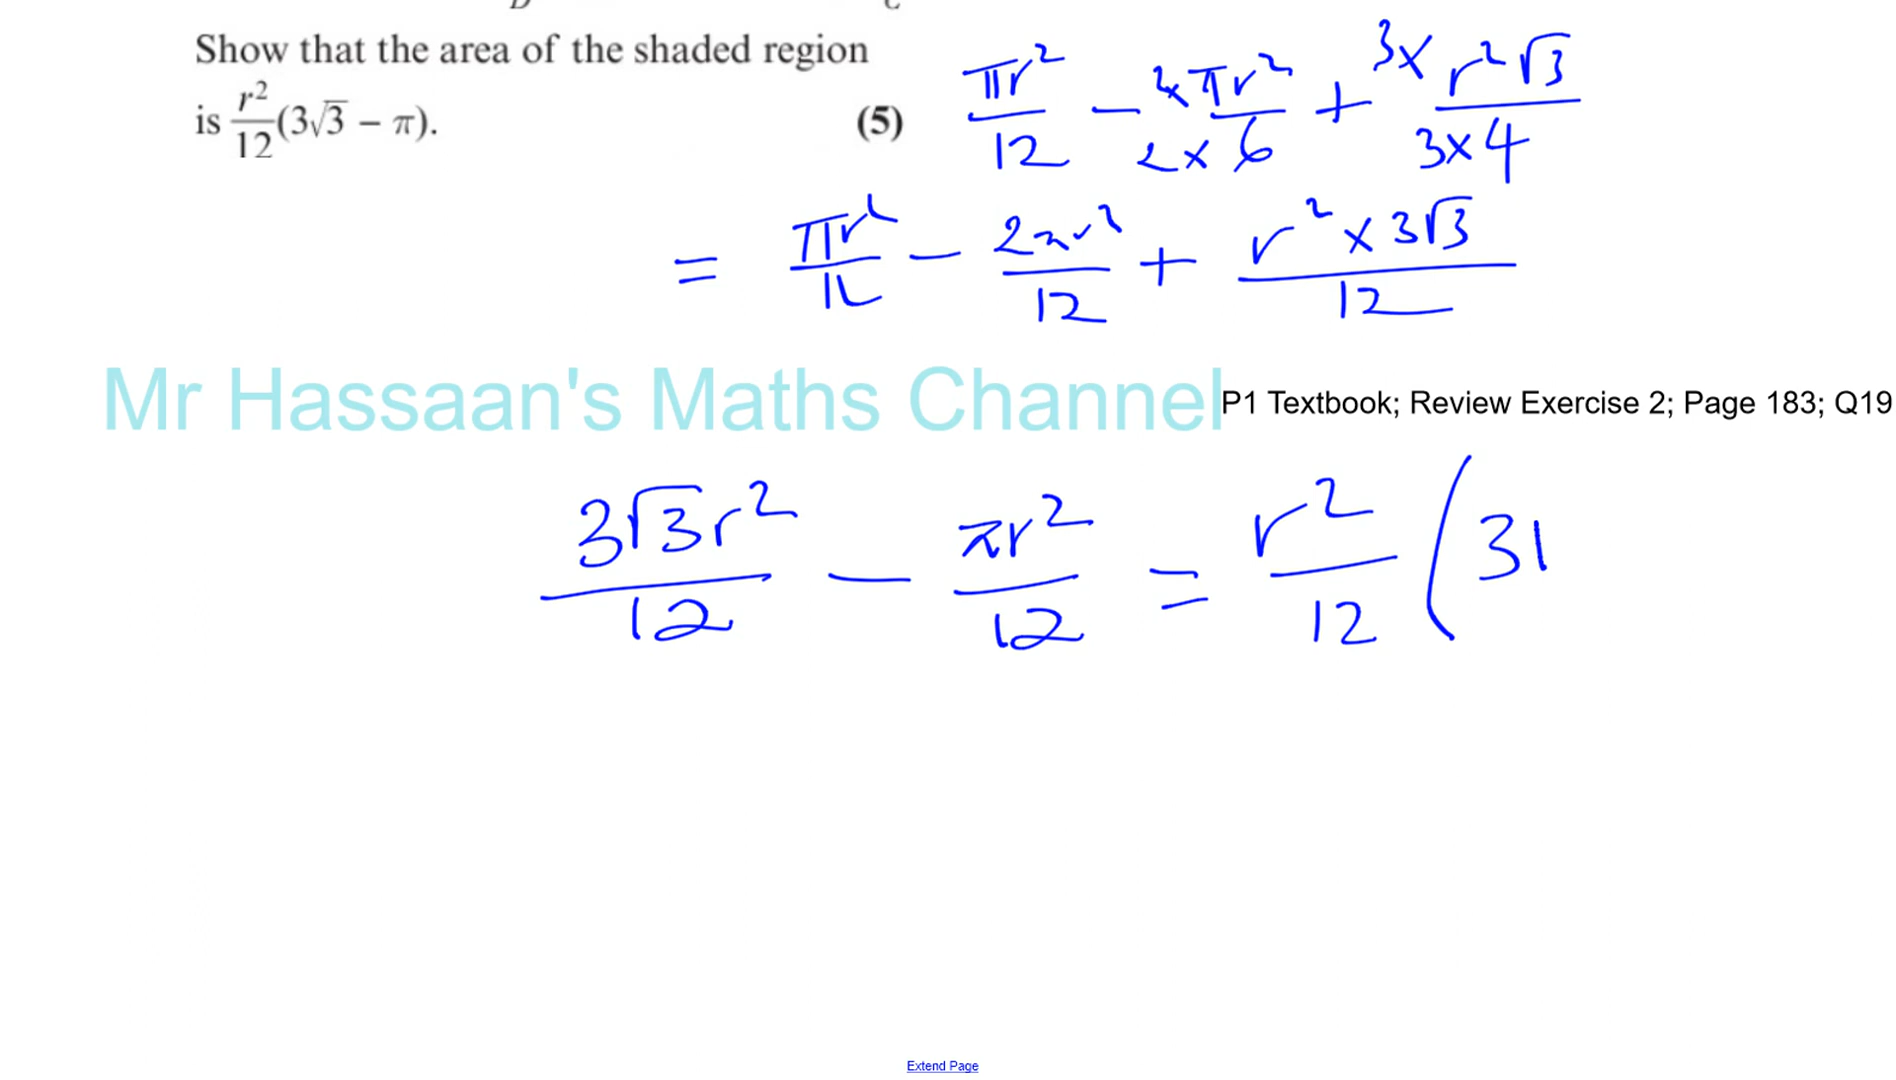 Show that the area of the shaded region
is r²/12 (3√3 − π). (5)
πr²/12 − 2×πr²/2×6 + 3×r²√3/3×4
= πr²/12 − 2πr²/12 + r²×3√3/12
Mr Hassaan's Maths Channel
P1 Textbook; Review Exercise 2; Page 183; Q19
3√3r²/12 − πr²/12 = r²/12 (31
Extend Page